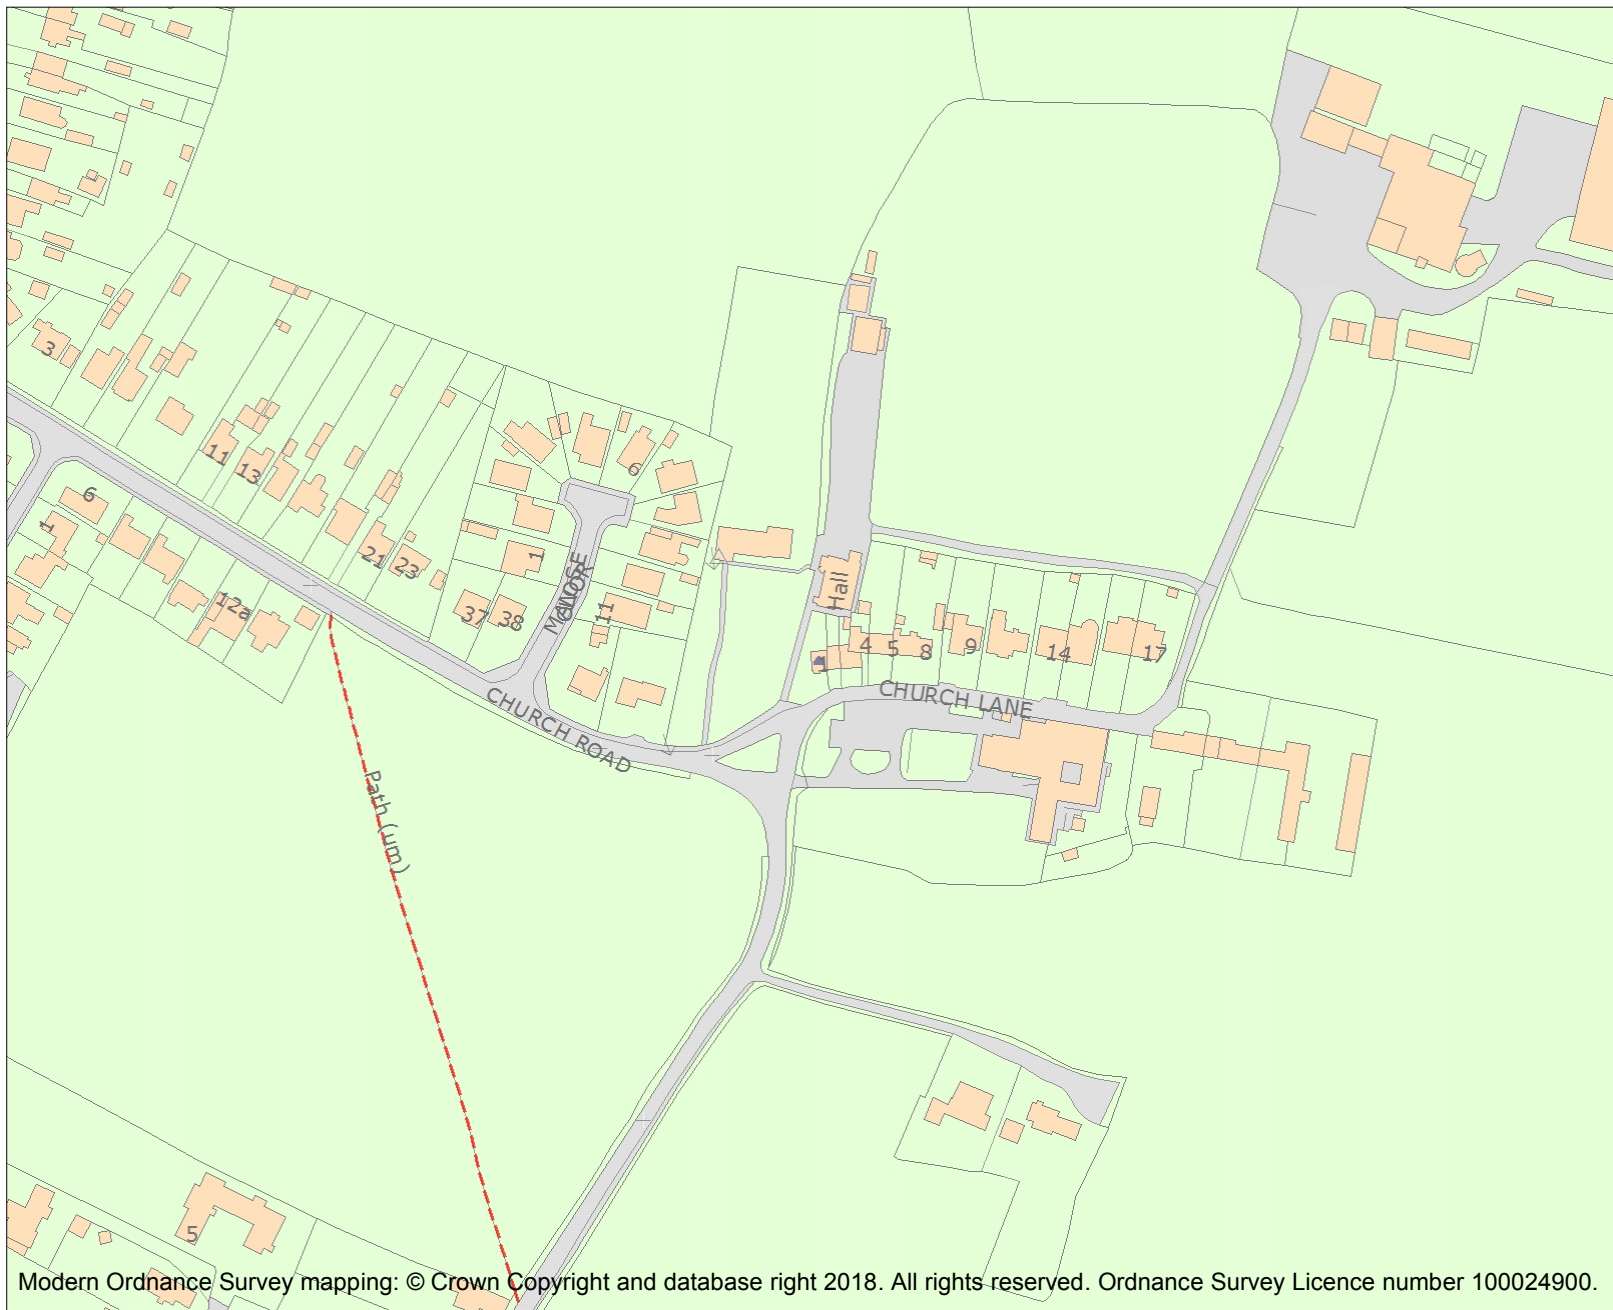 3
11
13
6
1
6
21
23
1
12a
37
38
11
MANOR
CLOSE
Hall
4
5
8
9
14
17
1
CHURCH ROAD
CHURCH LANE
Path (um)
5
Modern Ordnance Survey mapping: © Crown Copyright and database right 2018. All rights reserved. Ordnance Survey Licence number 100024900.